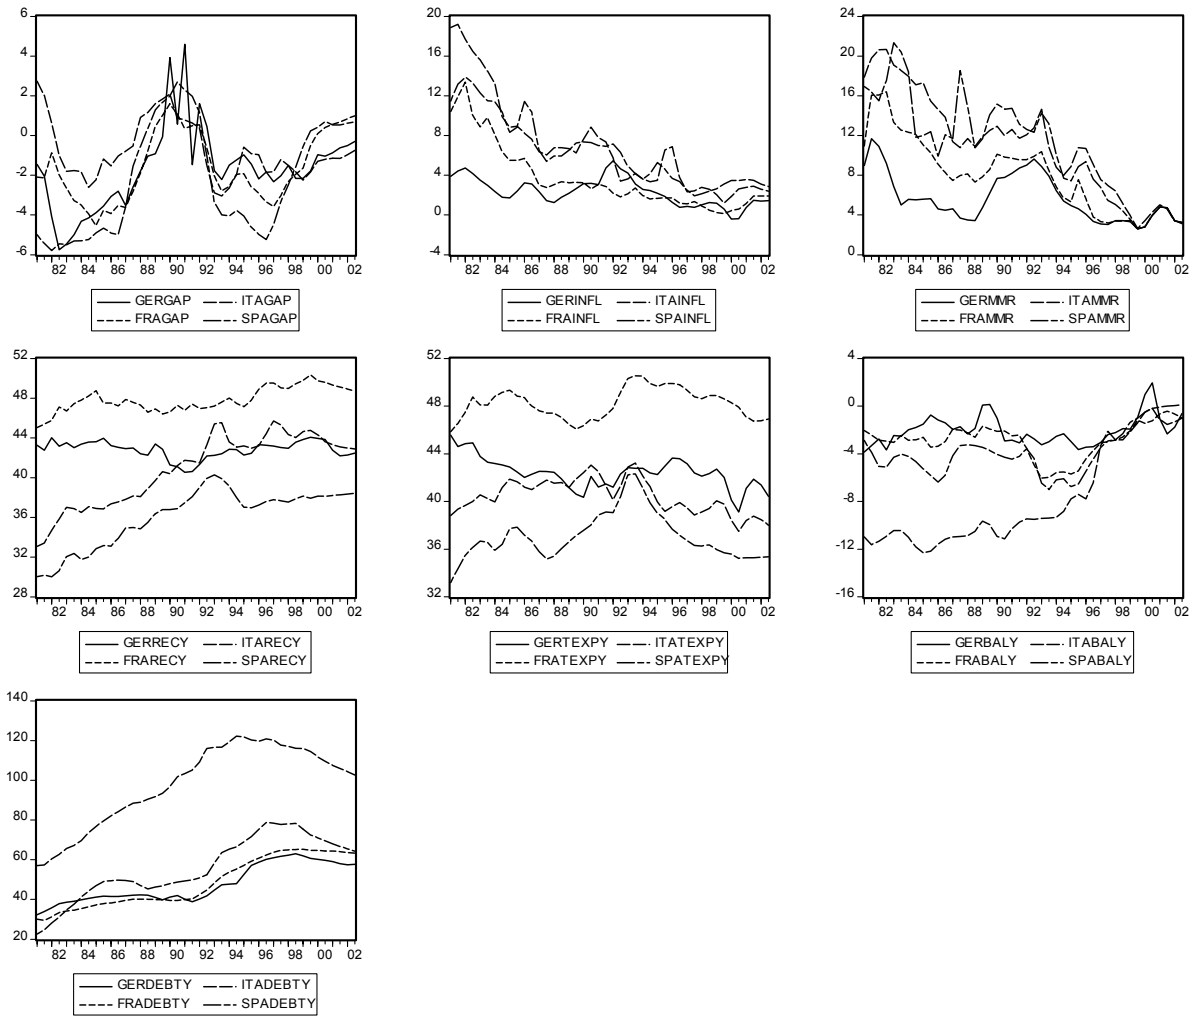 6
4
2
0
-2
-4
-6
82 84 86 88 90 92 94 96 98 00 02
GERGAP ITAGAP
FRAGAP SPAGAP
20
16
12
8
4
0
-4
82 84 86 88 90 92 94 96 98 00 02
GERINFL ITAINFL
FRAINFL SPAINFL
24
20
16
12
8
4
0
82 84 86 88 90 92 94 96 98 00 02
GERMMR ITAMMR
FRAMMR SPAMMR
52
48
44
40
36
32
28
82 84 86 88 90 92 94 96 98 00 02
GERRECY ITARECY
FRARECY SPARECY
52
48
44
40
36
32
82 84 86 88 90 92 94 96 98 00 02
GERTEXPY ITATEXPY
FRATEXPY SPATEXPY
4
0
-4
-8
-12
-16
82 84 86 88 90 92 94 96 98 00 02
GERBALY ITABALY
FRABALY SPABALY
140
120
100
80
60
40
20
82 84 86 88 90 92 94 96 98 00 02
GERDEBTY ITADEBTY
FRADEBTY SPADEBTY